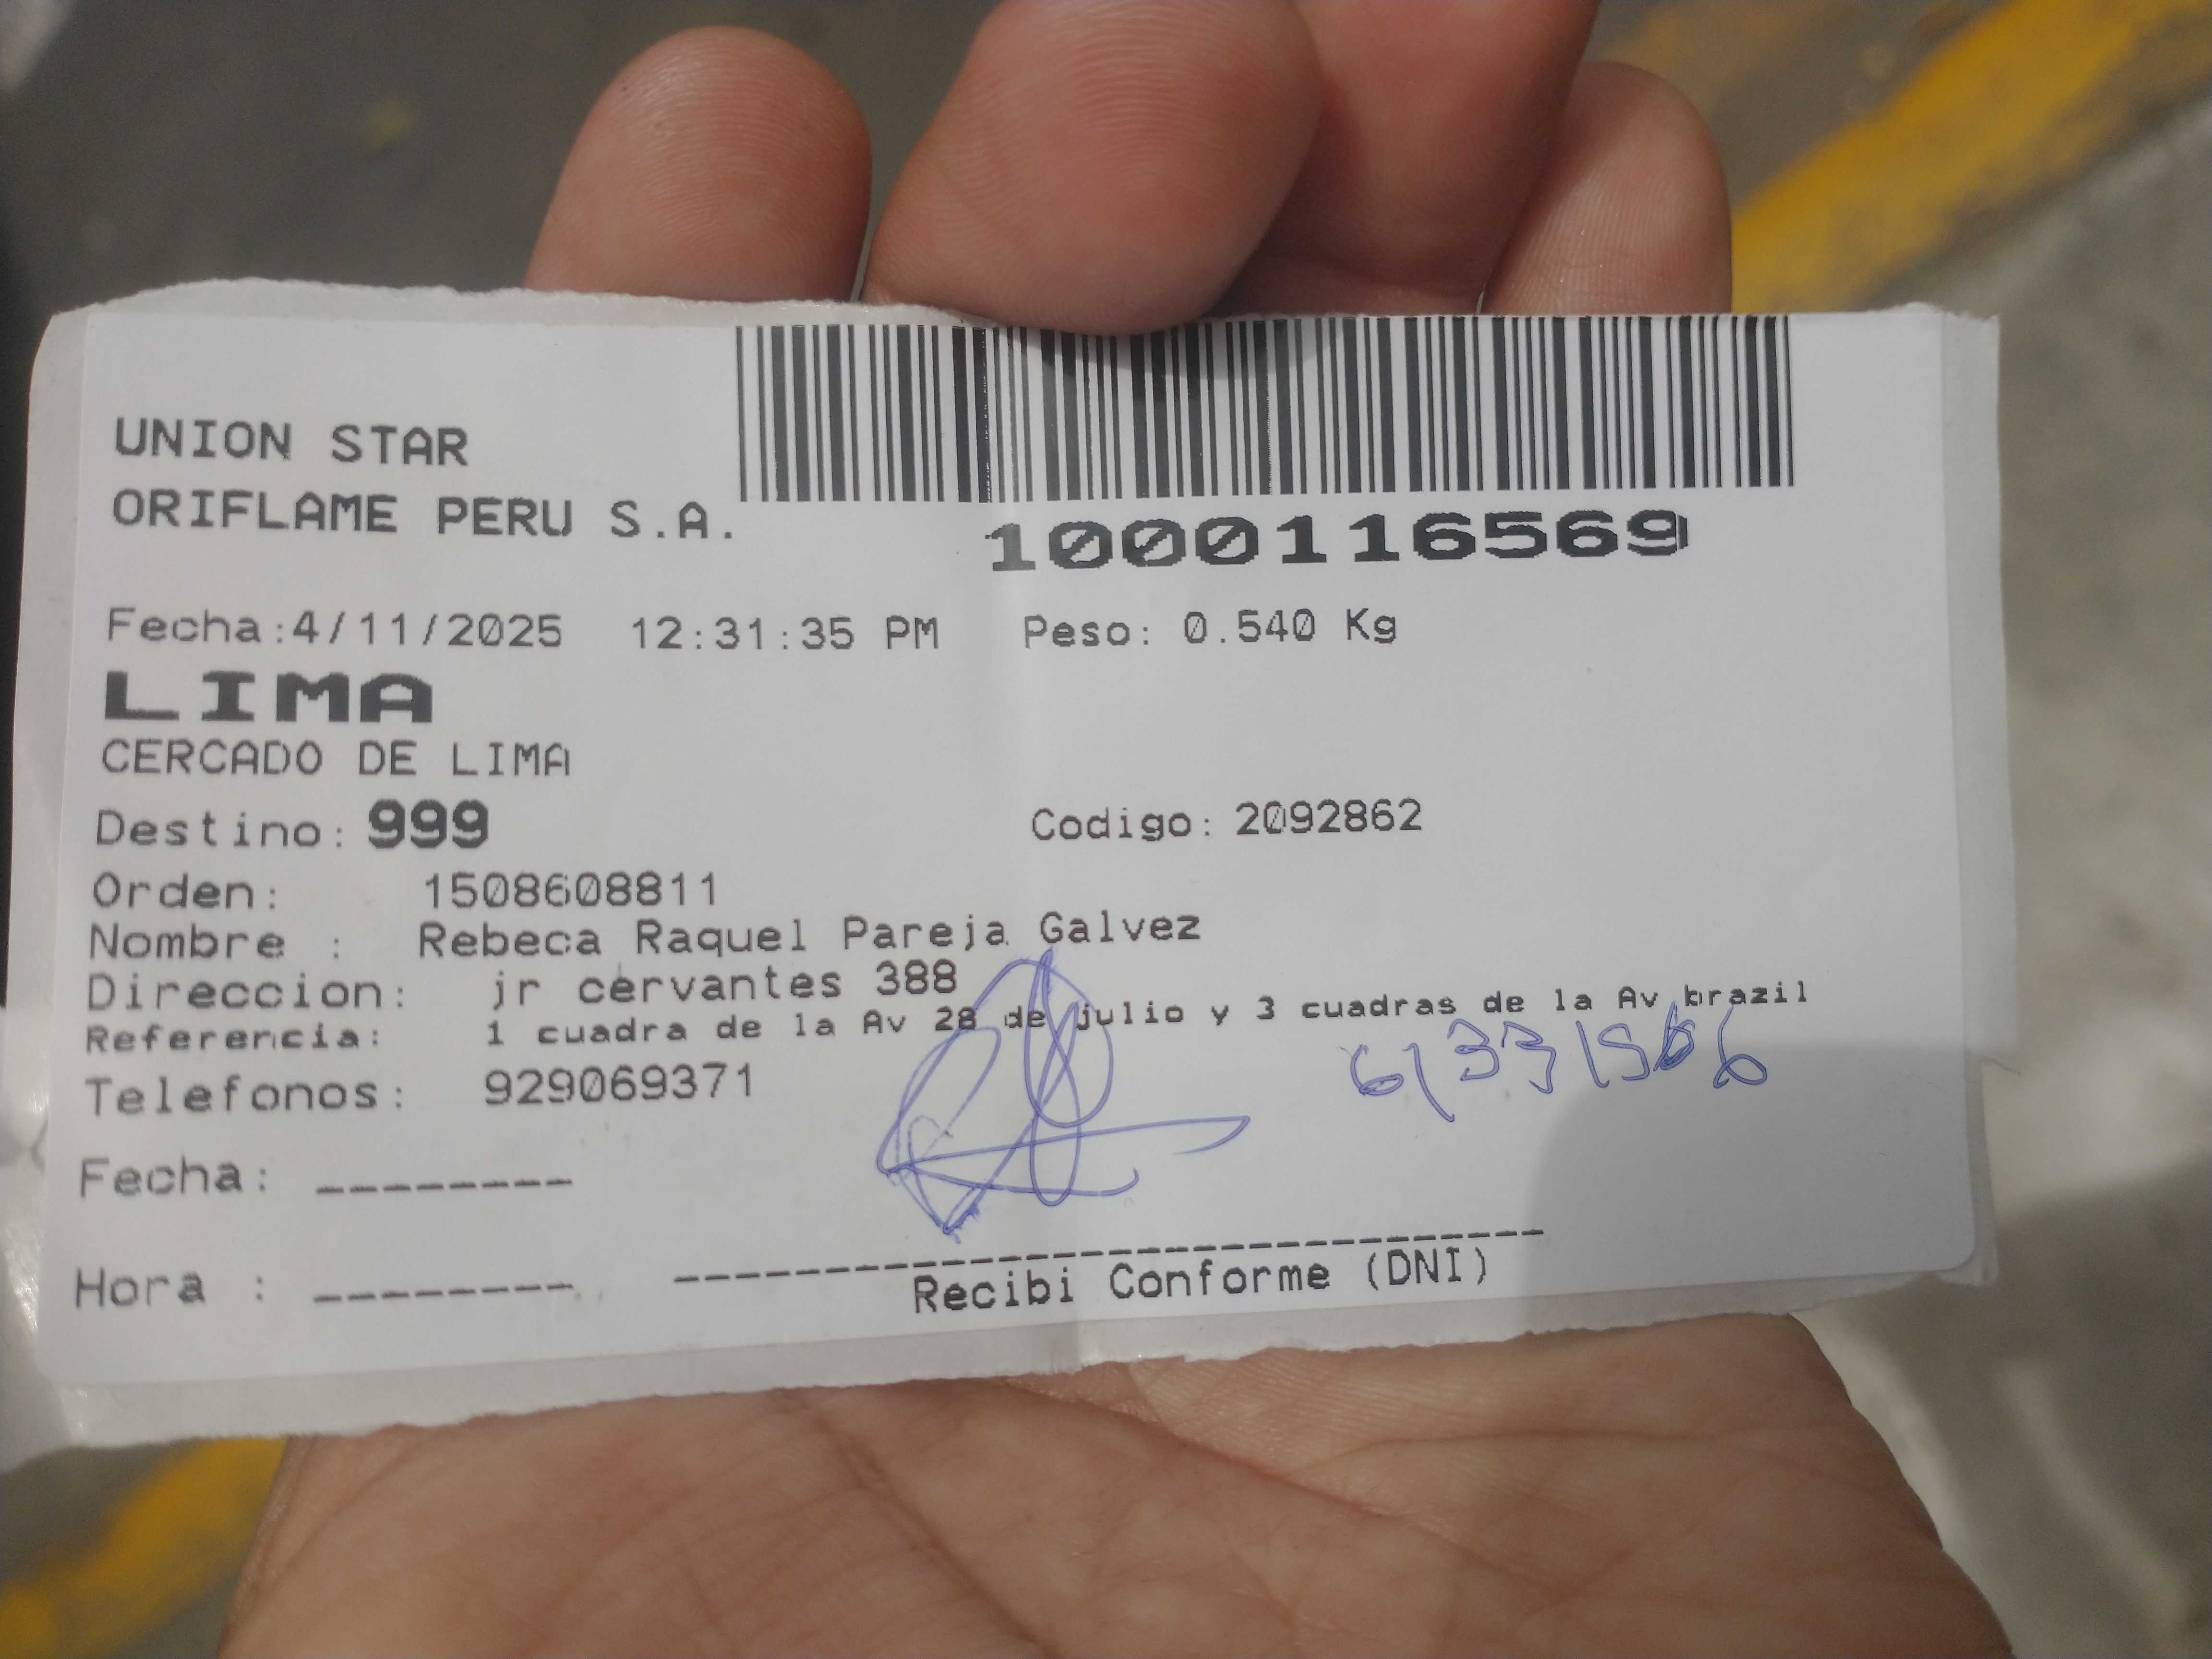 UNION STAR
ORIFLAME PERU S.A.
1000116569
Fecha:4/11/2025 12:31:35 PM Peso: 0.540 Kg
LIMA
CERCADO DE LIMA
Destino: 999 Codigo: 2092862
Orden: 1508608811
Nombre : Rebeca Raquel Pareja Galvez
Direccion: jr cervantes 388
Referencia: 1 cuadra de la Av 28 de julio y 3 cuadras de la Av brazil
Telefonos: 929069371
Fecha: --------
Hora : --------
Recibi Conforme (DNI)